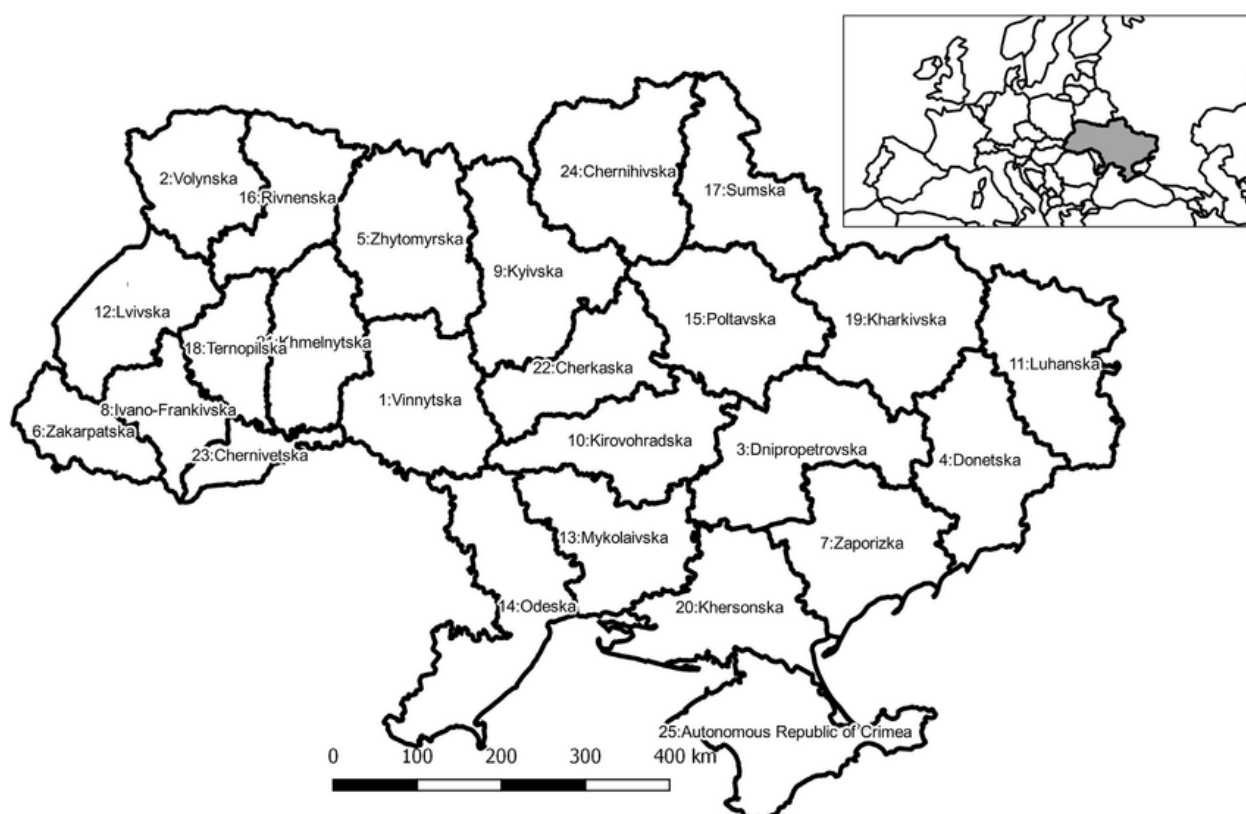 24:Chernihivska
2:Volynska
17:Sumska
16:Rivnenska
5:Zhytomyrska
9:Kyivska
12:Lvivska
15:Poltavska
19:Kharkivska
18:Ternopilska
21:Khmelnytska
11:Luhanska
22:Cherkaska
1:Vinnytska
8:Ivano-Frankivska
6:Zakarpatska
10:Kirovohradska
3:Dnipropetrovska
23:Chernivetska
4:Donetska
13:Mykolaivska
7:Zaporizka
14:Odeska
20:Khersonska
25:Autonomous Republic of Crimea
0 100 200 300 400 km